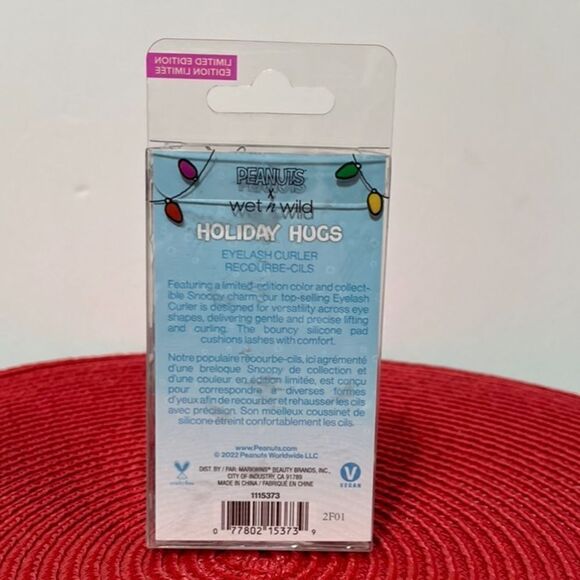 LIMITED EDITION
EDITION LIMITÉE
PEANUTS
x
wet n wild
HOLIDAY HUGS
EYELASH CURLER
RECOURBE-CILS
Featuring a limited-edition color and collect-
ible Snoopy charm, our top-selling Eyelash
Curler is designed for versatility across eye
shapes, delivering gentle and precise lifting
and curling. The bouncy silicone pad
cushions lashes with comfort.
Notre populaire recourbe-cils, ici agrémenté
d'une breloque Snoopy de collection et
d'une couleur en édition limitée, est conçu
pour correspondre à diverses formes
d'yeux afin de recourber et rehausser les cils
avec précision. Son moelleux coussinet de
silicone étreint confortablement les cils.
www.Peanuts.com
© 2022 Peanuts Worldwide LLC
DIST. BY / PAR: MARKWINS® BEAUTY BRANDS, INC.,
CITY OF INDUSTRY, CA 91789
MADE IN CHINA / FABRIQUÉ EN CHINE
cruelty free
VEGAN
1115373
2F01
0 77802 15373 9